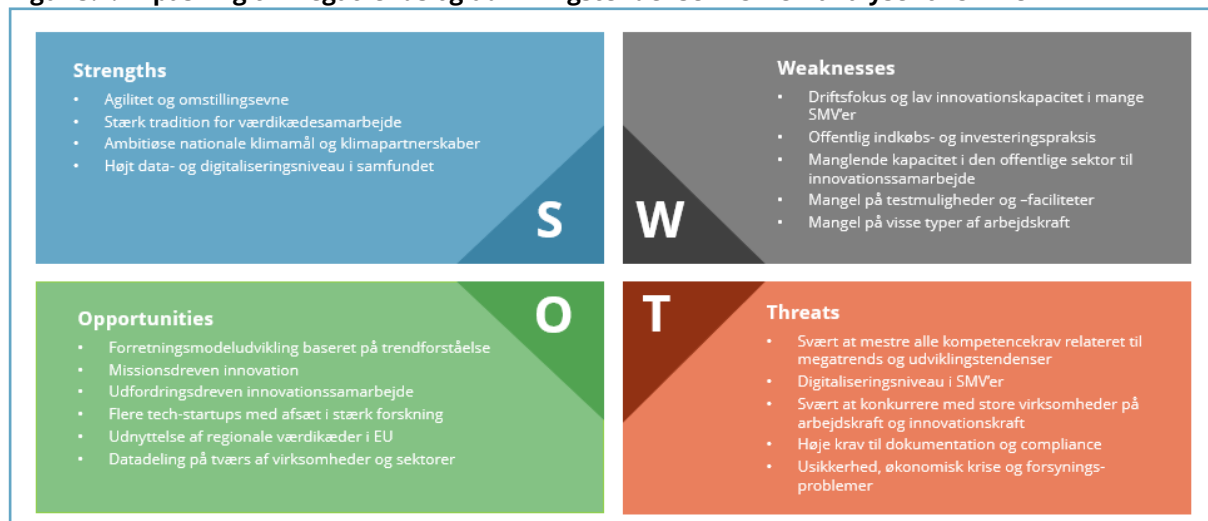 Strengths
• Agilitet og omstillingsevne
• Stærk tradition for værdikædesamarbejde
• Ambitiøse nationale klimamål og klimapartnerskaber
• Højt data- og digitaliseringsniveau i samfundet
S
Weaknesses
• Driftsfokus og lav innovationskapacitet i mange
SMV'er
• Offentlig indkøbs- og investeringspraksis
• Manglende kapacitet i den offentlige sektor til
innovationssamarbejde
• Mangel på testmuligheder og –faciliteter
• Mangel på visse typer af arbejdskraft
W
Opportunities
• Forretningsmodeludvikling baseret på trendforståelse
• Missionsdreven innovation
• Udfordringsdreven innovationssamarbejde
• Flere tech-startups med afsæt i stærk forskning
• Udnyttelse af regionale værdikæder i EU
• Datadeling på tværs af virksomheder og sektorer
O
Threats
• Svært at mestre alle kompetencekrav relateret til
megatrends og udviklingstendenser
• Digitaliseringsniveau i SMV'er
• Svært at konkurrere med store virksomheder på
arbejdskraft og innovationskraft
• Høje krav til dokumentation og compliance
• Usikkerhed, økonomisk krise og forsynings-
problemer
T